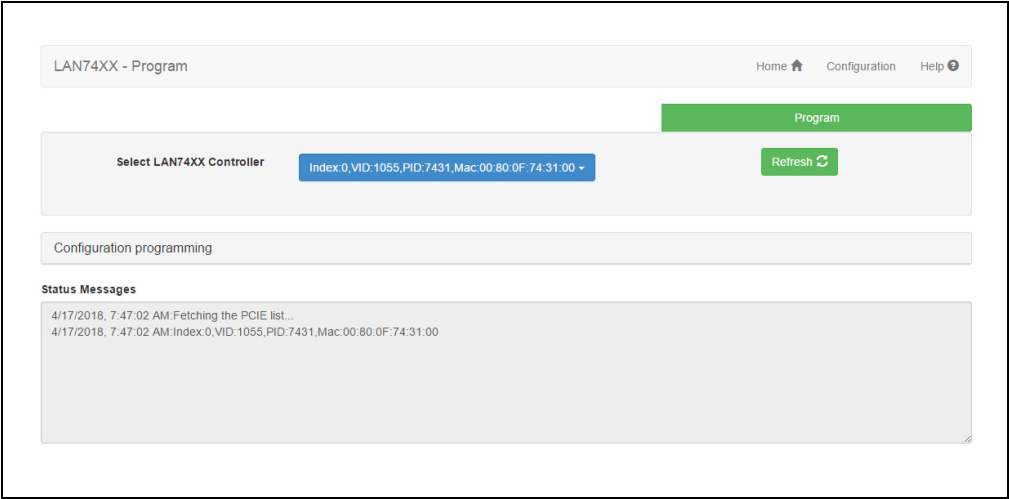 LAN74XX - Program
Home
Configuration
Help
Program
Select LAN74XX Controller
Index:0,VID:1055,PID:7431,Mac:00:80:0F:74:31:00
Refresh
Configuration programming
Status Messages
4/17/2018, 7:47:02 AM:Fetching the PCIE list...
4/17/2018, 7:47:02 AM:Index:0,VID:1055,PID:7431,Mac:00:80:0F:74:31:00